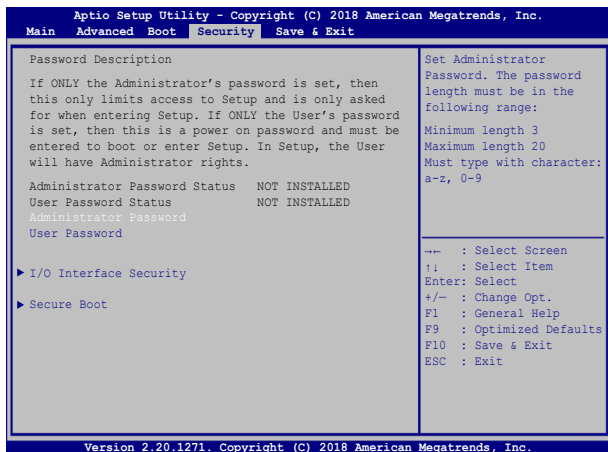 Aptio Setup Utility - Copyright (C) 2018 American Megatrends, Inc.
Main Advanced Boot Security Save & Exit
Password Description
If ONLY the Administrator's password is set, then
this only limits access to Setup and is only asked
for when entering Setup. If ONLY the User's password
is set, then this is a power on password and must be
entered to boot or enter Setup. In Setup, the User
will have Administrator rights.
Administrator Password Status NOT INSTALLED
User Password Status NOT INSTALLED
Administrator Password
User Password
I/O Interface Security
Secure Boot
Set Administrator
Password. The password
length must be in the
following range:
Minimum length 3
Maximum length 20
Must type with character:
a-z, 0-9
→← : Select Screen
↑↓ : Select Item
Enter: Select
+/— : Change Opt.
F1 : General Help
F9 : Optimized Defaults
F10 : Save & Exit
ESC : Exit
Version 2.20.1271. Copyright (C) 2018 American Megatrends, Inc.